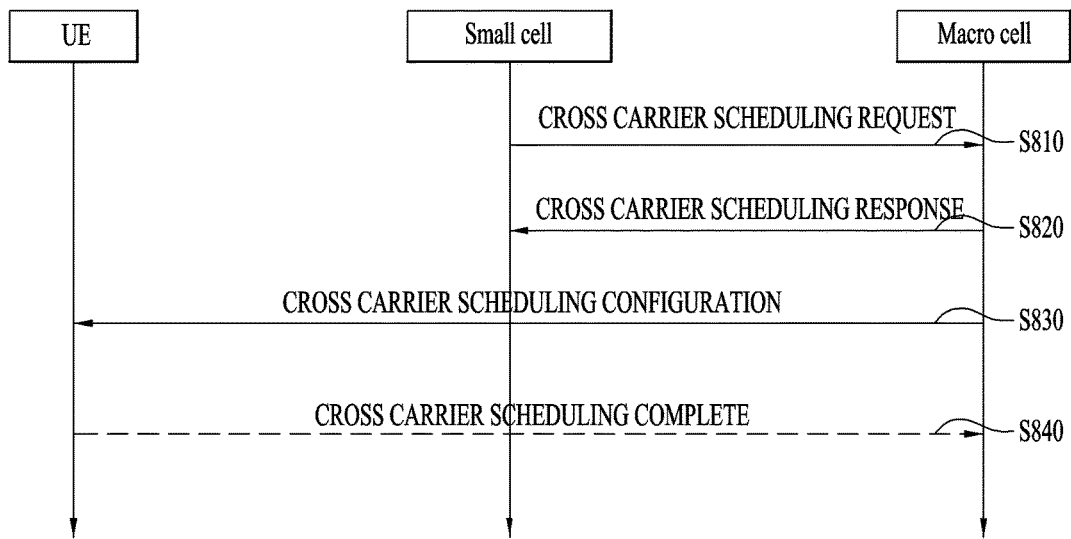 UE
Small cell
Macro cell
CROSS CARRIER SCHEDULING REQUEST
S810
CROSS CARRIER SCHEDULING RESPONSE
S820
CROSS CARRIER SCHEDULING CONFIGURATION
S830
CROSS CARRIER SCHEDULING COMPLETE
S840